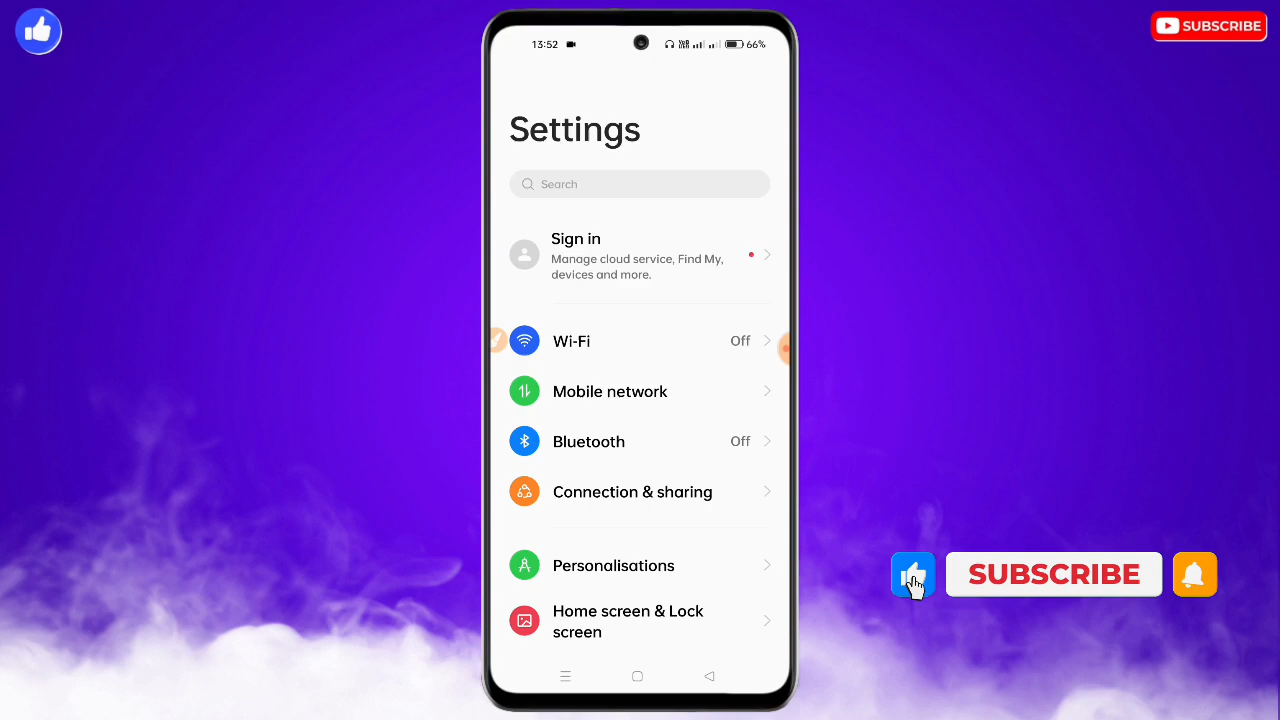 SUBSCRIBE
13:52
66%
Settings
Search
Sign in
Manage cloud service, Find My,
devices and more.
Wi-Fi
Off
Mobile network
Bluetooth
Off
Connection & sharing
Personalisations
Home screen & Lock
screen
SUBSCRIBE